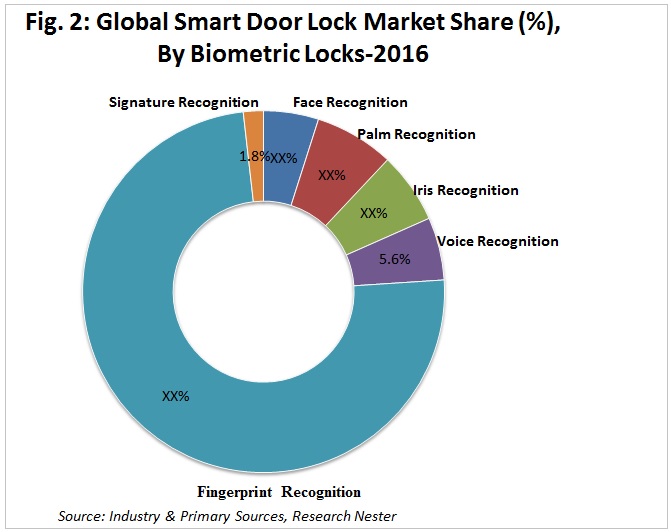 Fig. 2: Global Smart Door Lock Market Share (%),
By Biometric Locks-2016
Signature Recognition
Face Recognition
Palm Recognition
Iris Recognition
Voice Recognition
1.8%
XX%
XX%
XX%
5.6%
XX%
Fingerprint Recognition
Source: Industry & Primary Sources, Research Nester